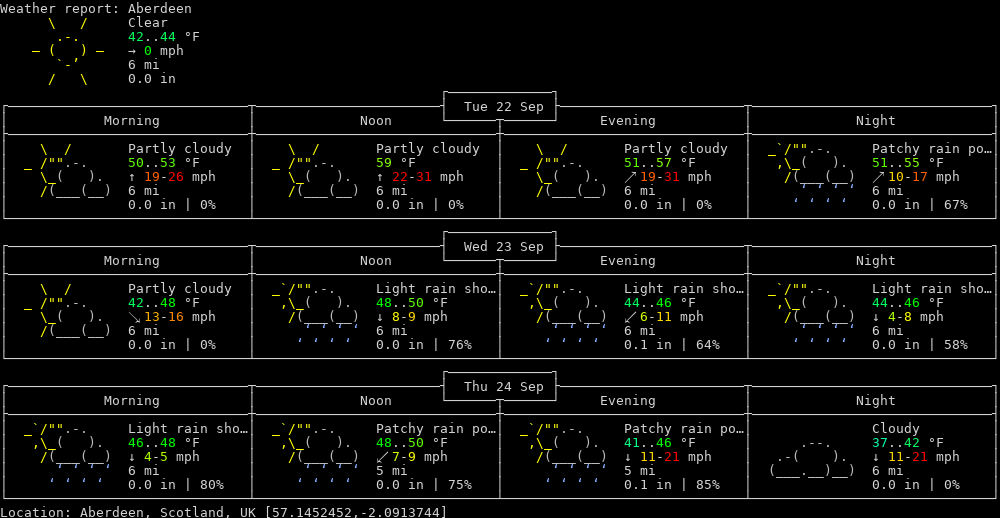 Weather report: Aberdeen
Clear
42..44 °F
→ 0 mph
6 mi
0.0 in
Tue 22 Sep
Morning Noon Evening Night
Partly cloudy Partly cloudy Partly cloudy Patchy rain po…
50..53 °F 59 °F 51..57 °F 51..55 °F
↑ 19-26 mph ↑ 22-31 mph ↗ 19-31 mph ↗ 10-17 mph
6 mi 6 mi 6 mi 6 mi
0.0 in | 0% 0.0 in | 0% 0.0 in | 0% 0.0 in | 67%
Wed 23 Sep
Morning Noon Evening Night
Partly cloudy Light rain sho… Light rain sho… Light rain sho…
42..48 °F 48..50 °F 44..46 °F 44..46 °F
↘ 13-16 mph ↓ 8-9 mph ↙ 6-11 mph ↓ 4-8 mph
6 mi 6 mi 6 mi 6 mi
0.0 in | 0% 0.0 in | 76% 0.1 in | 64% 0.0 in | 58%
Thu 24 Sep
Morning Noon Evening Night
Light rain sho… Patchy rain po… Patchy rain po… Cloudy
46..48 °F 48..50 °F 41..46 °F 37..42 °F
↓ 4-5 mph ↙ 7-9 mph ↓ 11-21 mph ↓ 11-21 mph
6 mi 5 mi 5 mi 6 mi
0.0 in | 80% 0.0 in | 75% 0.1 in | 85% 0.0 in | 0%
Location: Aberdeen, Scotland, UK [57.1452452,-2.0913744]